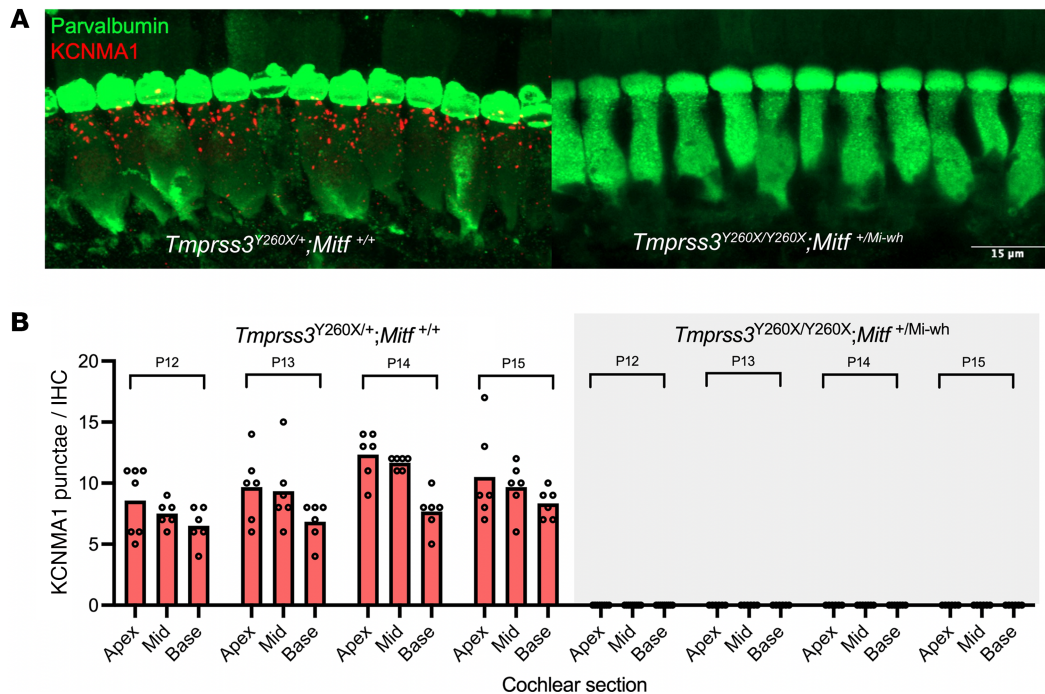 A
Parvalbumin
KCNMA1
Tmprss3Y260X/+;Mitf +/+
Tmprss3Y260X/Y260X;Mitf +/Mi-wh
15 µm
B
Tmprss3Y260X/+;Mitf +/+
Tmprss3Y260X/Y260X;Mitf +/Mi-wh
P12 P13 P14 P15 P12 P13 P14 P15
KCNMA1 punctae / IHC
20
15
10
5
0
Apex Mid Base Apex Mid Base Apex Mid Base Apex Mid Base Apex Mid Base Apex Mid Base Apex Mid Base Apex Mid Base
Cochlear section